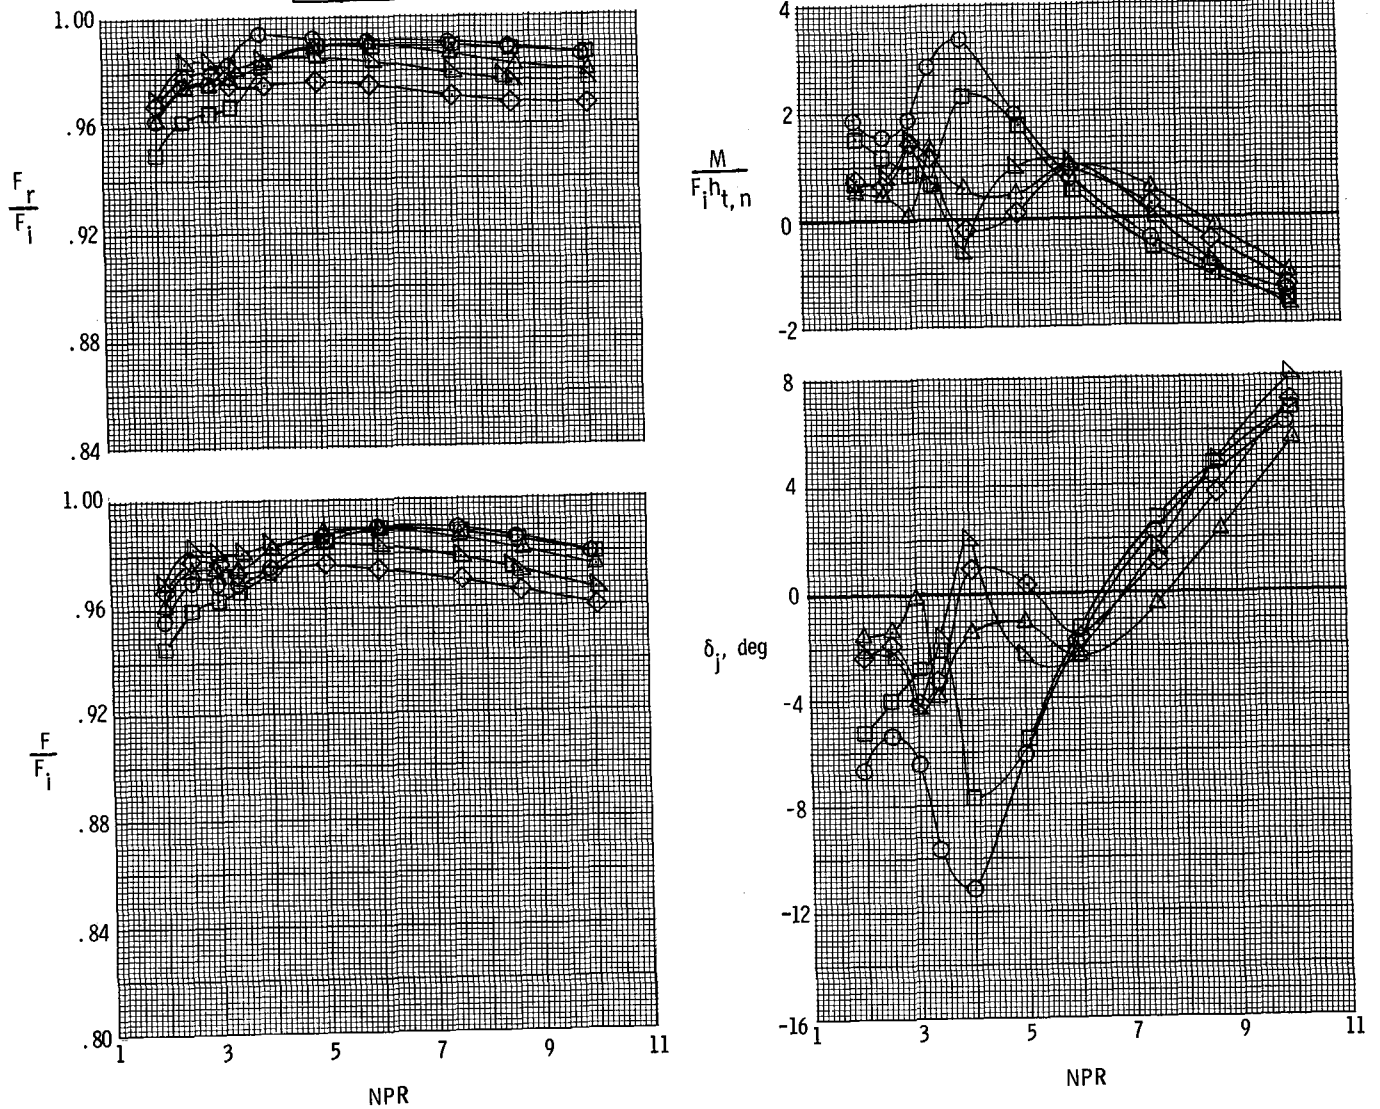 1.00
.96
.92
.88
.84
F_r
F_i
1.00
.96
.92
.88
.84
.80
F
F_i
1 3 5 7 9 11
NPR
4
2
0
-2
M
F_i h_t,n
8
4
0
-4
-8
-12
-16
δ_j, deg
1 3 5 7 9 11
NPR